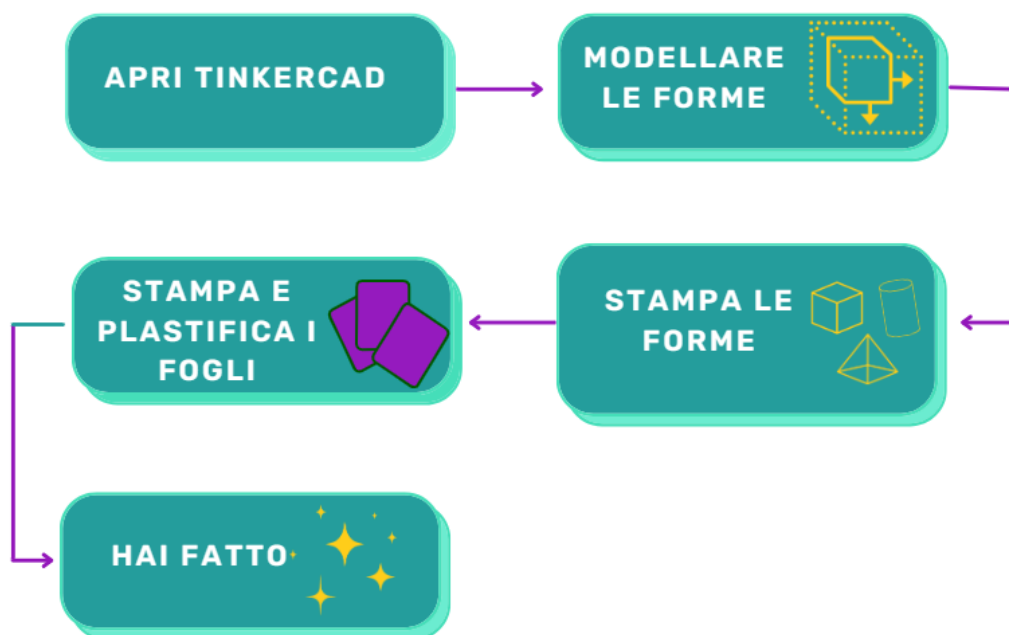 APRI TINKERCAD
MODELLARE
LE FORME
STAMPA LE
FORME
STAMPA E
PLASTIFICA I
FOGLI
HAI FATTO